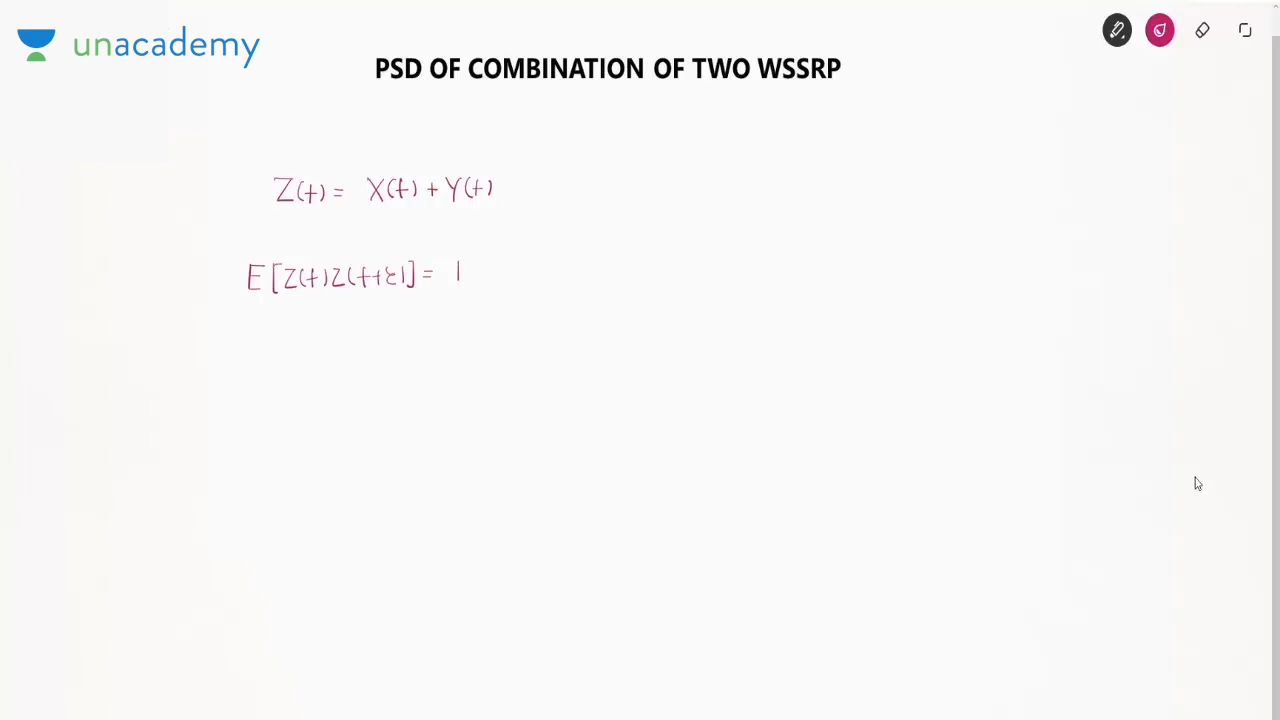 unacademy
PSD OF COMBINATION OF TWO WSSRP
Z(t) = X(t) + Y(t)
E[Z(t)Z(t+τ)] = |